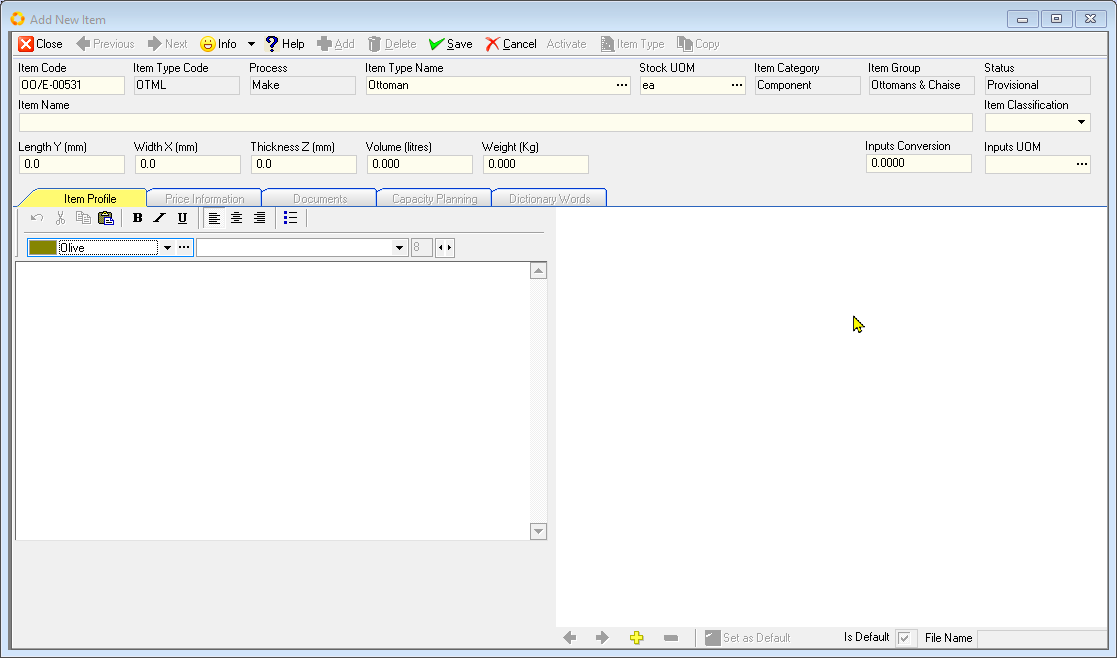 Add New Item
Close Previous Next Info Help Add Delete Save Cancel Activate Item Type Copy
Item Code Item Type Code Process Item Type Name Stock UOM Item Category Item Group Status
OO/E-00531 OTML Make Ottoman ... ea ... Component Ottomans & Chaise Provisional
Item Name Item Classification
Length Y (mm) Width X (mm) Thickness Z (mm) Volume (litres) Weight (Kg) Inputs Conversion Inputs UOM
0.0 0.0 0.0 0.000 0.000 0.0000 ...
Item Profile Price Information Documents Capacity Planning Dictionary Words
B I U
Olive ... 8
Set as Default Is Default File Name